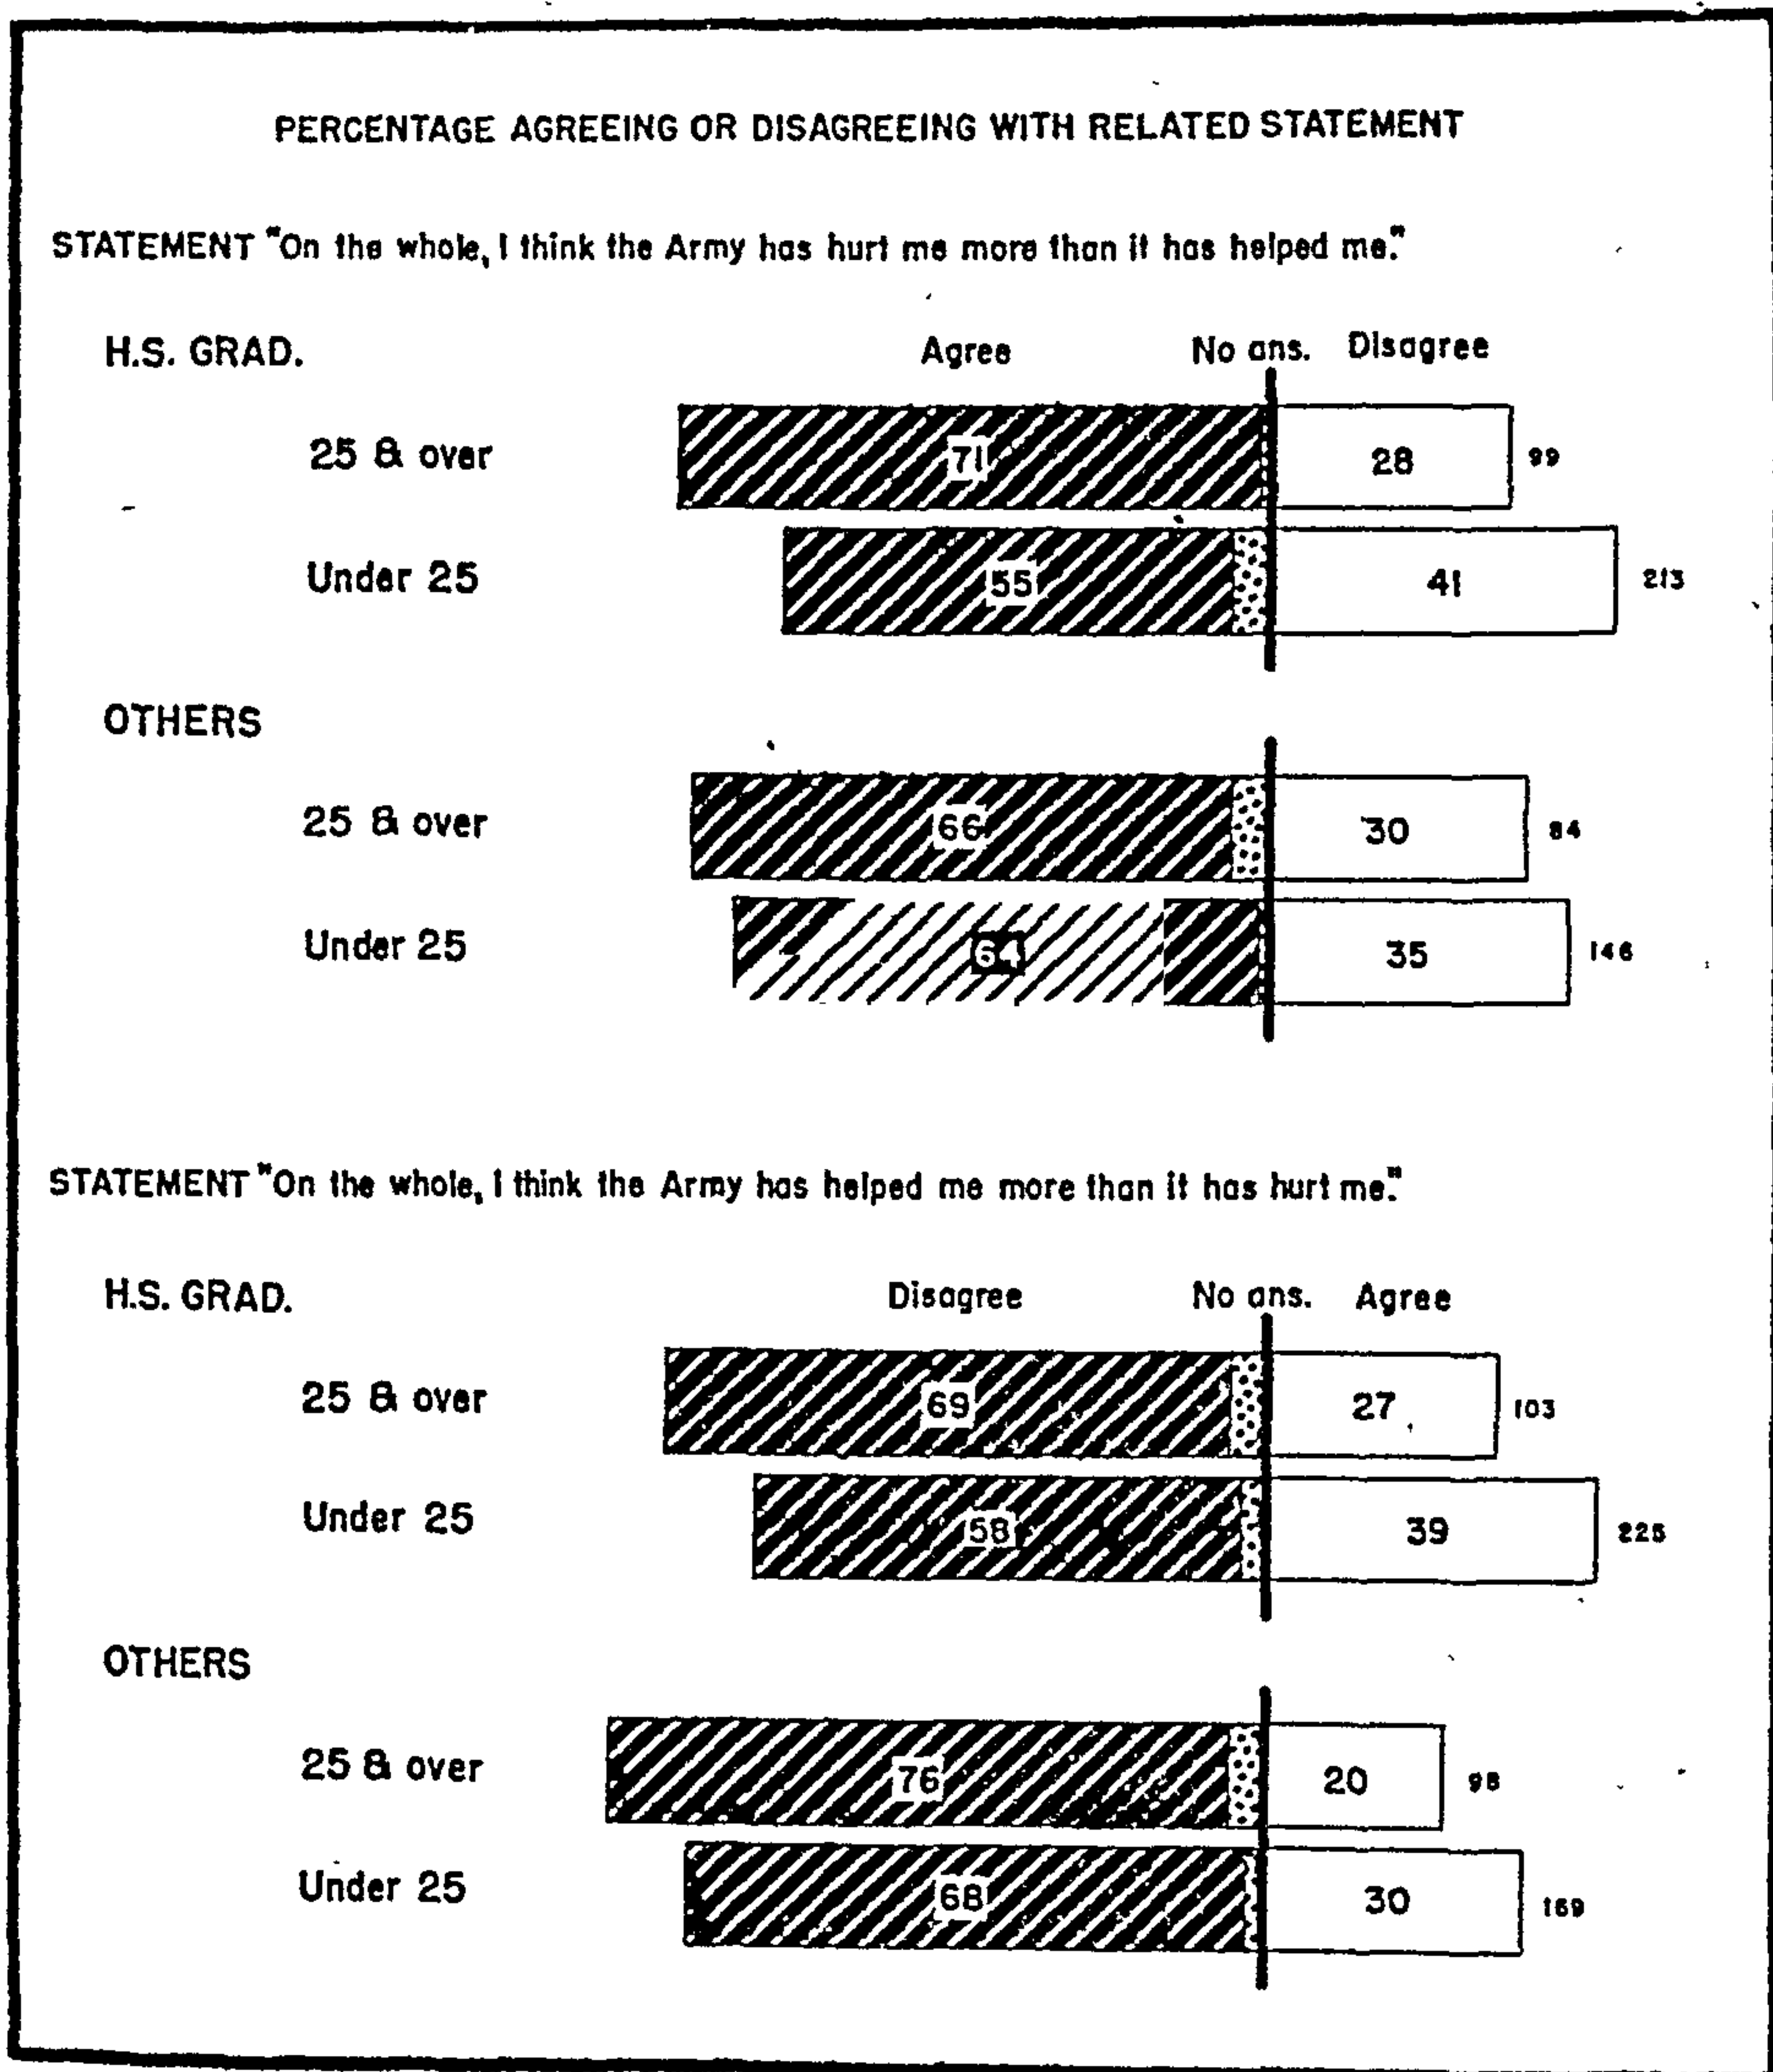 PERCENTAGE AGREEING OR DISAGREEING WITH RELATED STATEMENT
STATEMENT "On the whole, I think the Army has hurt me more than it has helped me."
H.S. GRAD. Agree No ans. Disagree
25 & over 71 28 99
Under 25 55 41 213
OTHERS
25 & over 66 30 84
Under 25 64 35 146
STATEMENT "On the whole, I think the Army has helped me more than it has hurt me."
H.S. GRAD. Disagree No ans. Agree
25 & over 69 27 103
Under 25 58 39 225
OTHERS
25 & over 76 20 98
Under 25 68 30 169